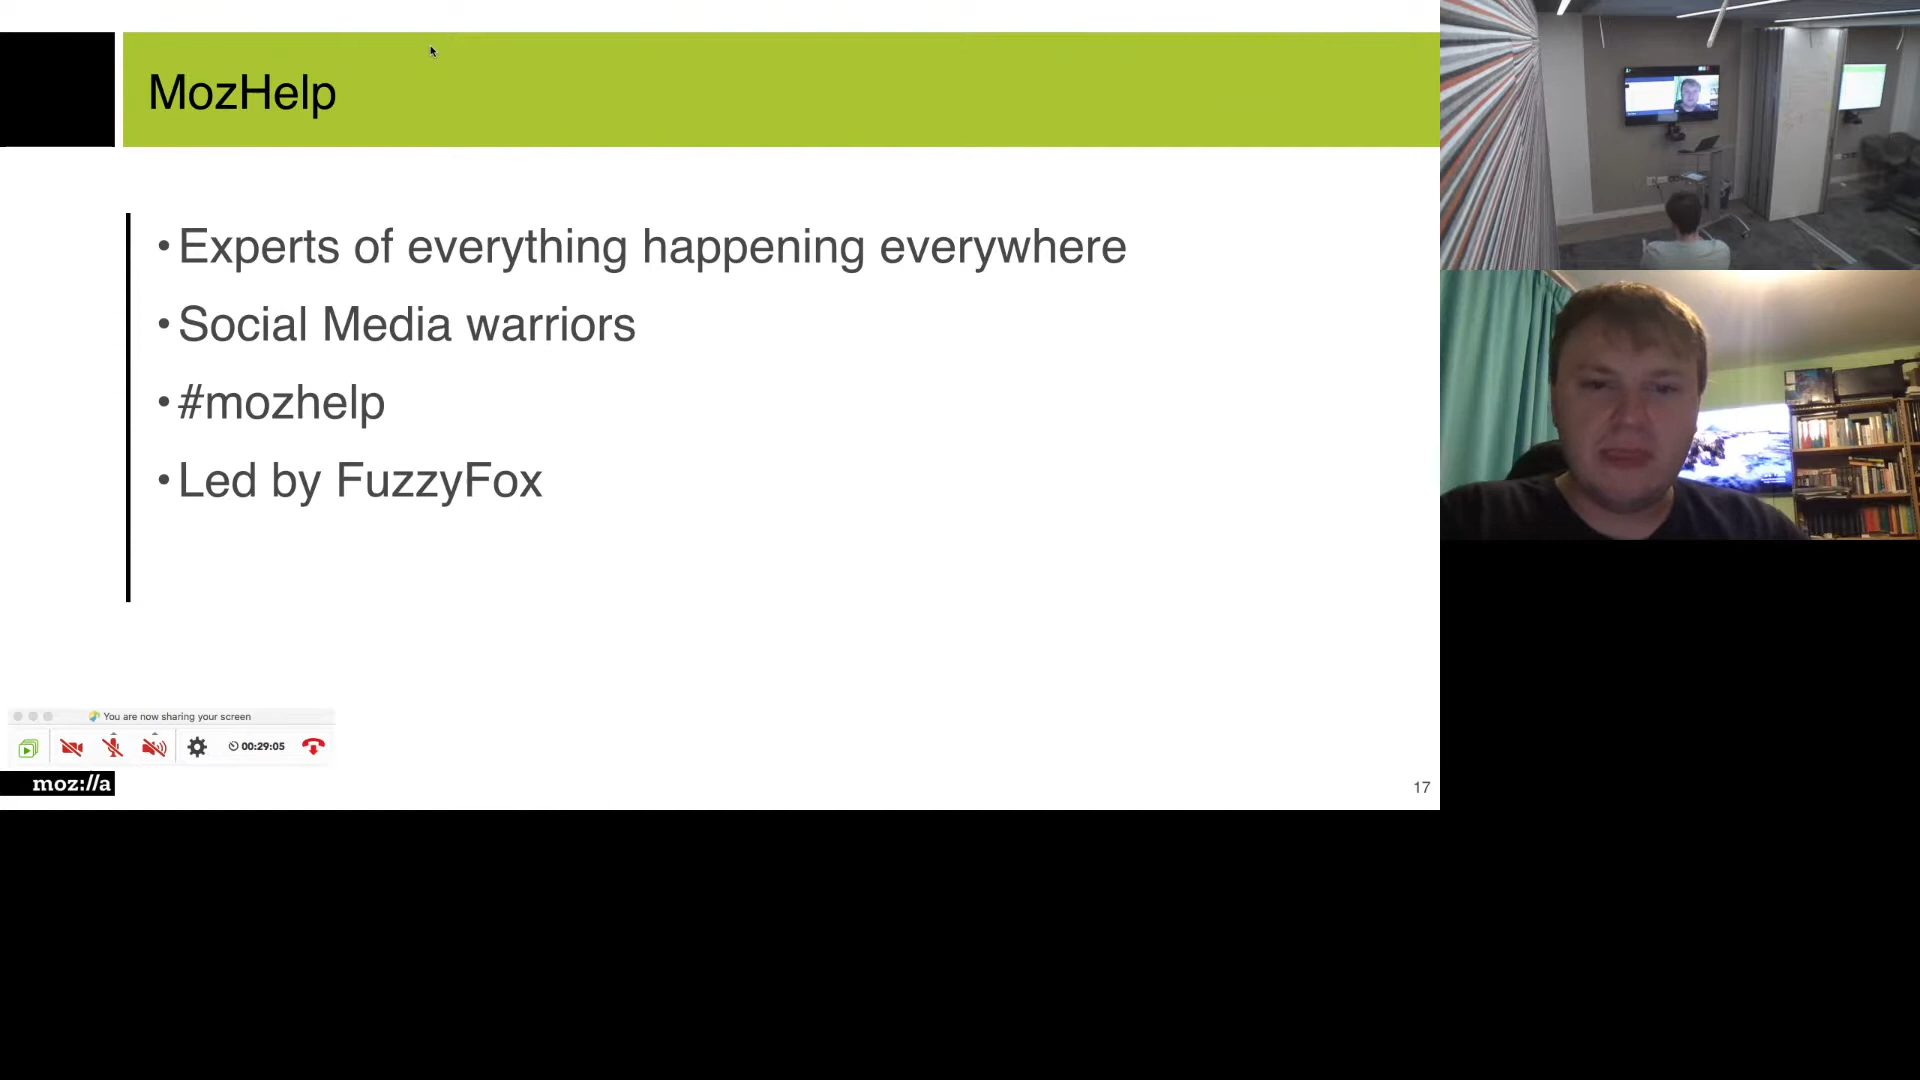 MozHelp
•Experts of everything happening everywhere
•Social Media warriors
•#mozhelp
•Led by FuzzyFox
You are now sharing your screen
00:29:05
moz://a
17